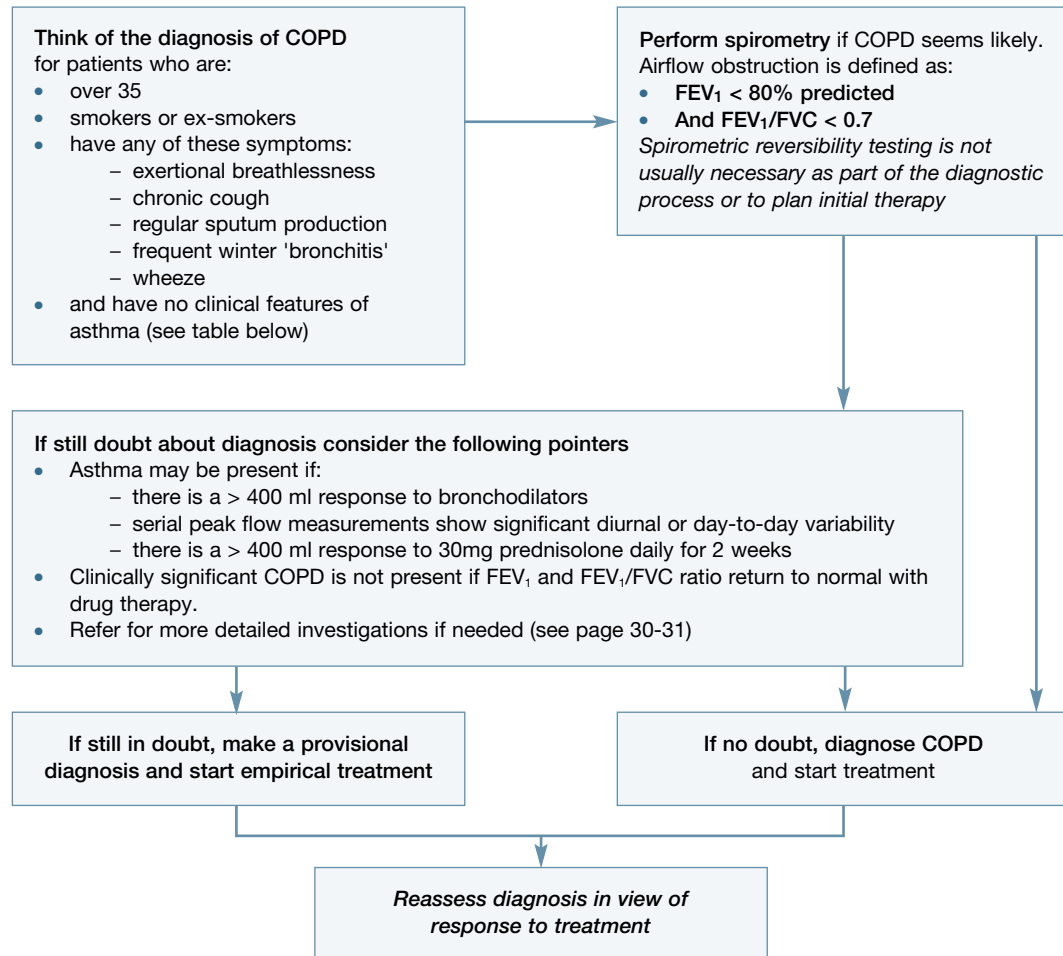 Think of the diagnosis of COPD
for patients who are:
• over 35
• smokers or ex-smokers
• have any of these symptoms:
– exertional breathlessness
– chronic cough
– regular sputum production
– frequent winter 'bronchitis'
– wheeze
• and have no clinical features of
asthma (see table below)
Perform spirometry if COPD seems likely.
Airflow obstruction is defined as:
• FEV₁ < 80% predicted
• And FEV₁/FVC < 0.7
Spirometric reversibility testing is not
usually necessary as part of the diagnostic
process or to plan initial therapy
If still doubt about diagnosis consider the following pointers
• Asthma may be present if:
– there is a > 400 ml response to bronchodilators
– serial peak flow measurements show significant diurnal or day-to-day variability
– there is a > 400 ml response to 30mg prednisolone daily for 2 weeks
• Clinically significant COPD is not present if FEV₁ and FEV₁/FVC ratio return to normal with
drug therapy.
• Refer for more detailed investigations if needed (see page 30-31)
If still in doubt, make a provisional
diagnosis and start empirical treatment
If no doubt, diagnose COPD
and start treatment
Reassess diagnosis in view of
response to treatment